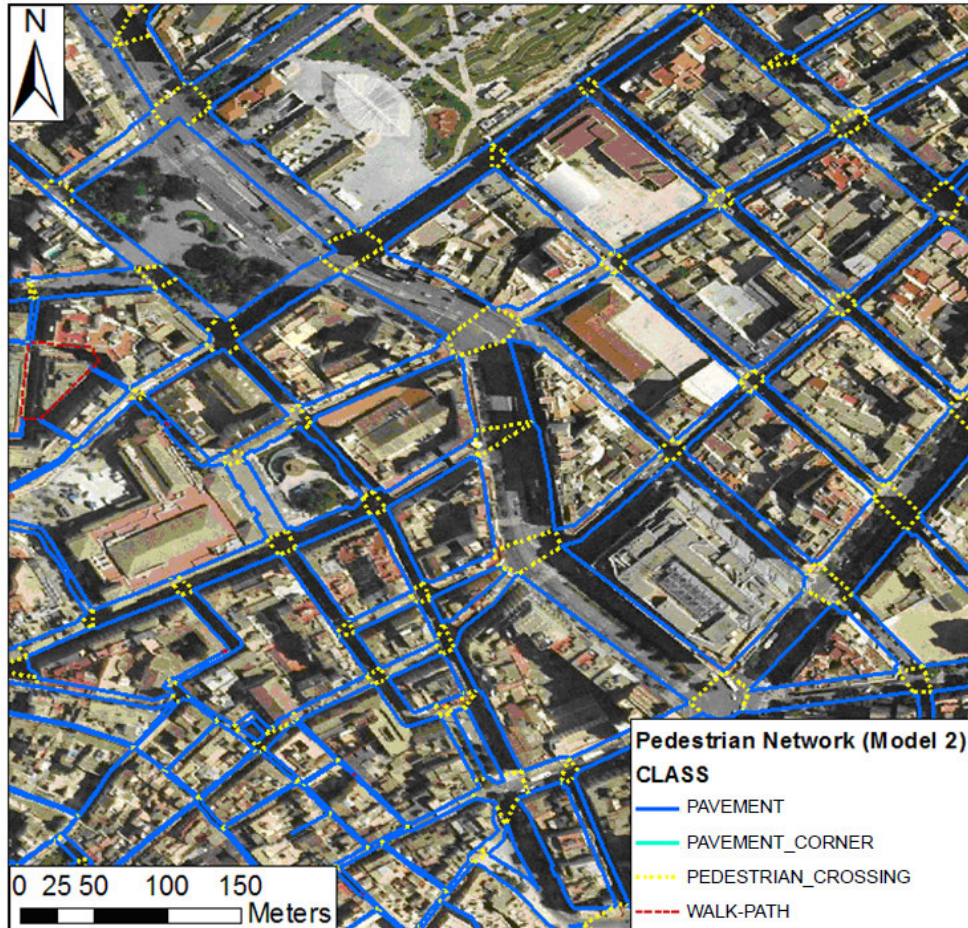 N
Pedestrian Network (Model 2)
CLASS
PAVEMENT
PAVEMENT_CORNER
PEDESTRIAN_CROSSING
WALK-PATH
0 25 50 100 150
Meters